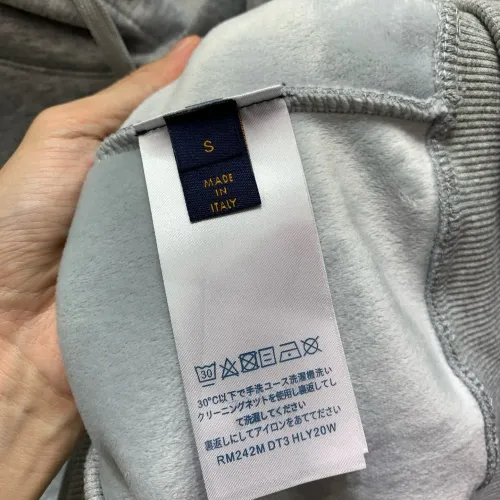 S
MADE
IN
ITALY
30
30℃以下で手洗コース洗濯機洗い
クリーニングネットを使用し裏返し
て洗濯してください
裏返しにしてアイロンをあててください
RM242M DT3 HLY20W